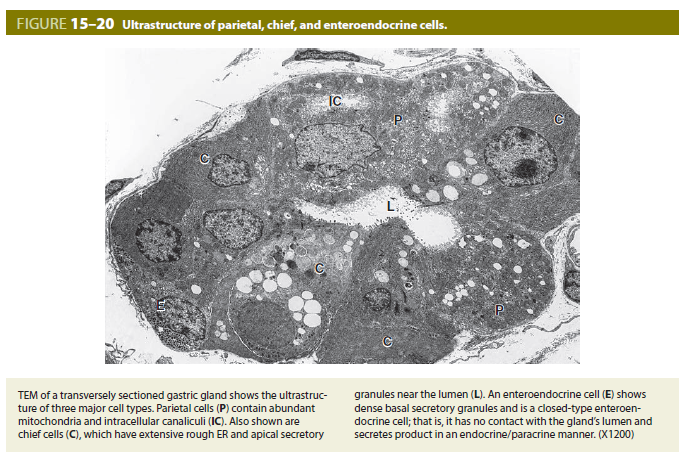 FIGURE 15–20 Ultrastructure of parietal, chief, and enteroendocrine cells.
IC
P
C
C
L
C
E
P
C
TEM of a transversely sectioned gastric gland shows the ultrastruc-
ture of three major cell types. Parietal cells (P) contain abundant
mitochondria and intracellular canaliculi (IC). Also shown are
chief cells (C), which have extensive rough ER and apical secretory
granules near the lumen (L). An enteroendocrine cell (E) shows
dense basal secretory granules and is a closed-type enteroen-
docrine cell; that is, it has no contact with the gland's lumen and
secretes product in an endocrine/paracrine manner. (X1200)